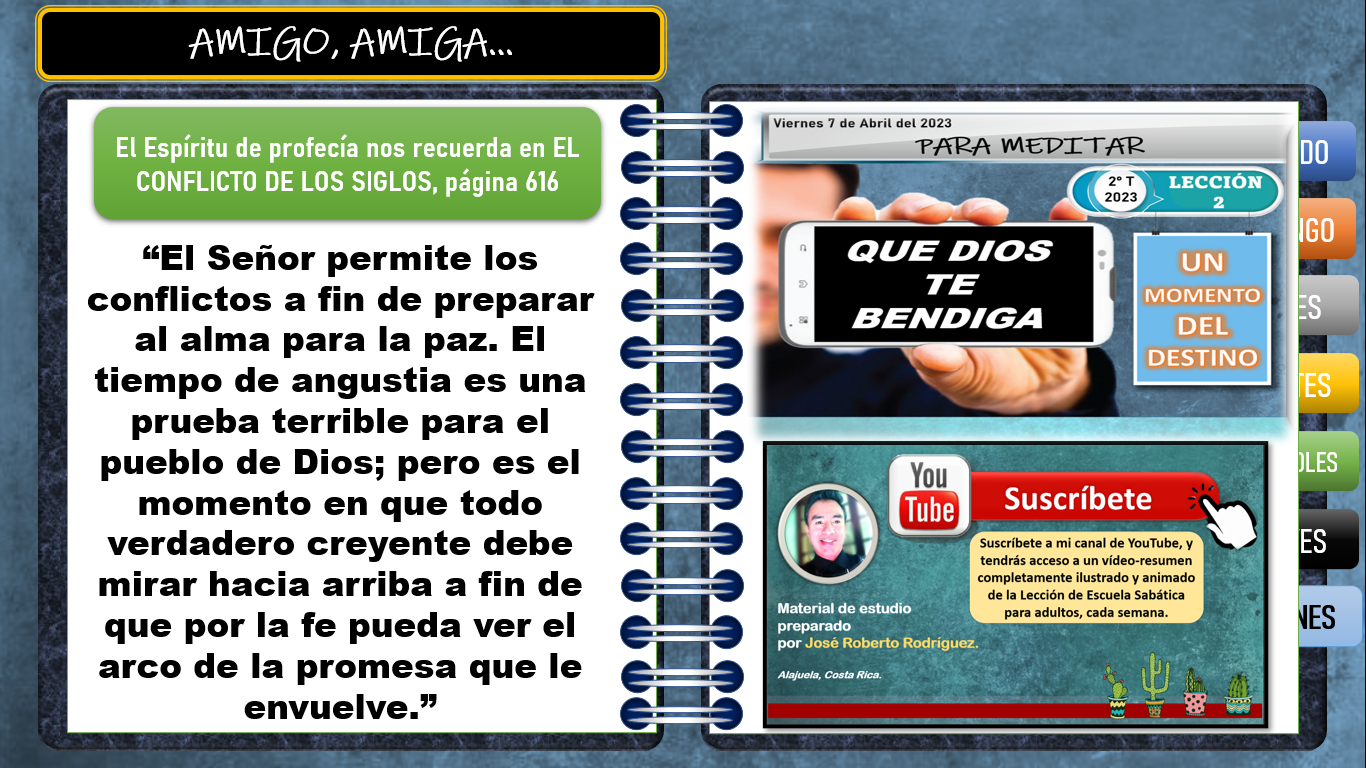 AMIGO, AMIGA...
El Espíritu de profecía nos recuerda en EL
CONFLICTO DE LOS SIGLOS, página 616
“El Señor permite los
conflictos a fin de preparar
al alma para la paz. El
tiempo de angustia es una
prueba terrible para el
pueblo de Dios; pero es el
momento en que todo
verdadero creyente debe
mirar hacia arriba a fin de
que por la fe pueda ver el
arco de la promesa que le
envuelve.”
Viernes 7 de Abril del 2023
PARA MEDITAR
2° T
2023
LECCIÓN
2
QUE DIOS
TE
BENDIGA
UN
MOMENTO
DEL
DESTINO
You
Tube
Suscríbete
Suscríbete a mi canal de YouTube, y
tendrás acceso a un vídeo-resumen
completamente ilustrado y animado
de la Lección de Escuela Sabática
para adultos, cada semana.
Material de estudio
preparado
por José Roberto Rodríguez.
Alajuela, Costa Rica.
DO
NGO
ES
TES
OLES
ES
NES